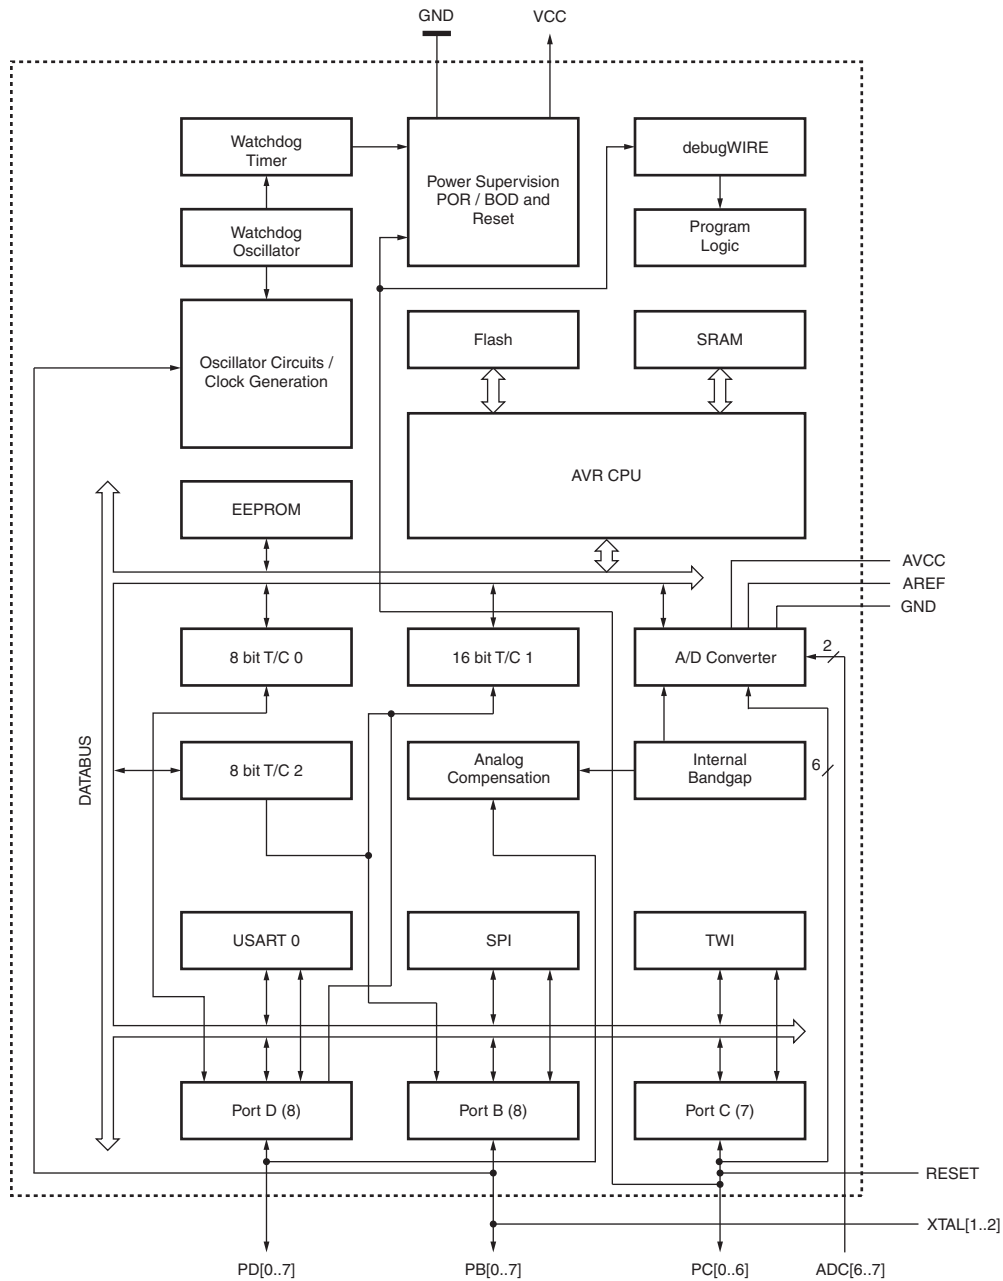 GND
VCC
Watchdog
Timer
Power Supervision
POR / BOD and
Reset
debugWIRE
Watchdog
Oscillator
Program
Logic
Oscillator Circuits /
Clock Generation
Flash
SRAM
AVR CPU
EEPROM
AVCC
AREF
GND
8 bit T/C 0
16 bit T/C 1
A/D Converter
2
DATABUS
8 bit T/C 2
Analog
Compensation
Internal
Bandgap
6
USART 0
SPI
TWI
Port D (8)
Port B (8)
Port C (7)
RESET
XTAL[1..2]
PD[0..7]
PB[0..7]
PC[0..6]
ADC[6..7]